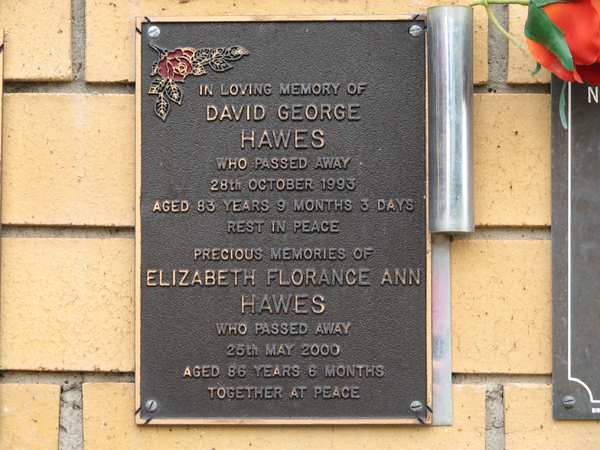 IN LOVING MEMORY OF
DAVID GEORGE
HAWES
WHO PASSED AWAY
28th OCTOBER 1993
AGED 83 YEARS 9 MONTHS 3 DAYS
REST IN PEACE
PRECIOUS MEMORIES OF
ELIZABETH FLORANCE ANN
HAWES
WHO PASSED AWAY
25th MAY 2000
AGED 86 YEARS 6 MONTHS
TOGETHER AT PEACE
N